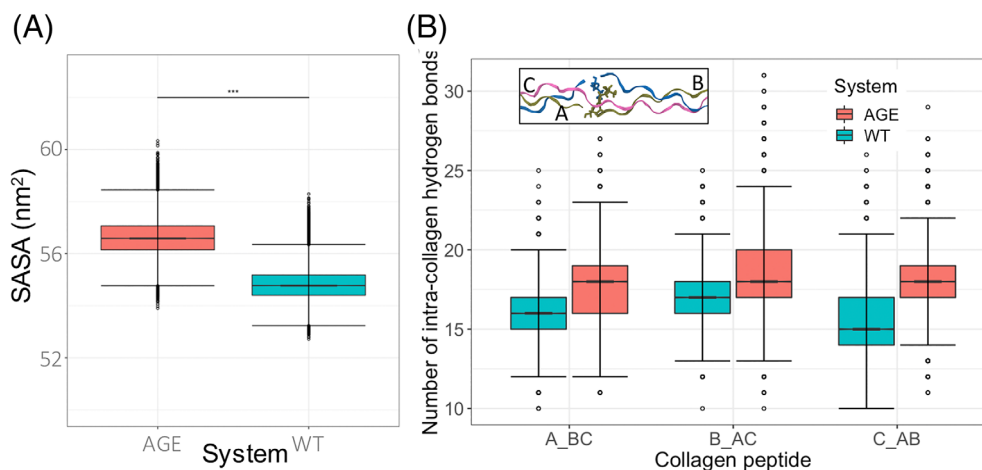 (A)
***
60
56
52
SASA (nm²)
AGE
WT
System
(B)
Number of intra-collagen hydrogen bonds
30
25
20
15
10
C
B
A
System
AGE
WT
A_BC
B_AC
C_AB
Collagen peptide